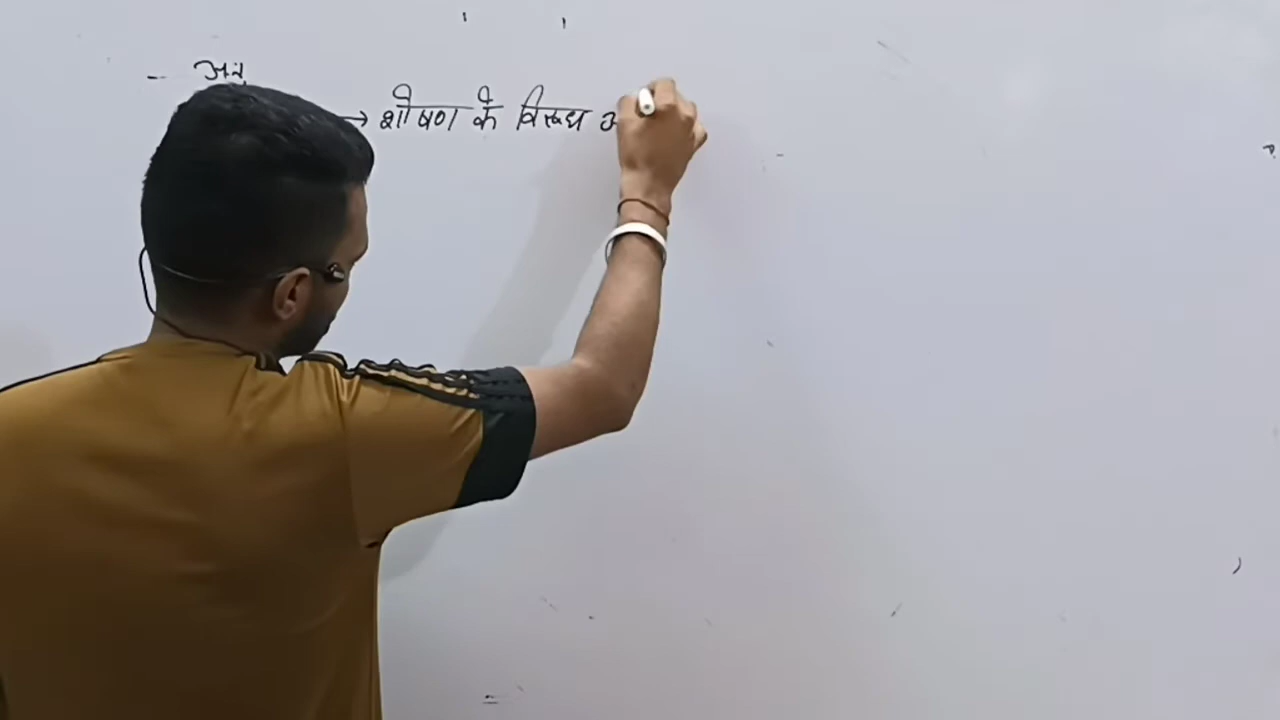 - अनु
→ शोषण के विरूध